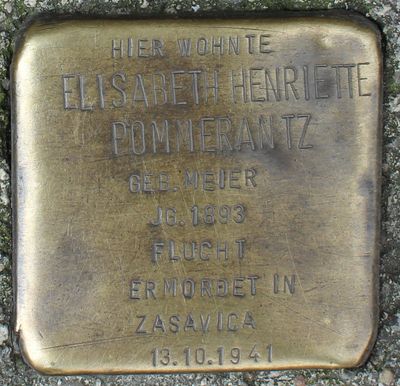 HIER WOHNTE
ELISABETH HENRIETTE
POMMERANTZ
GEB. MEIER
JG. 1893
FLUCHT
ERMORDET IN
ZASAVICA
13.10.1941